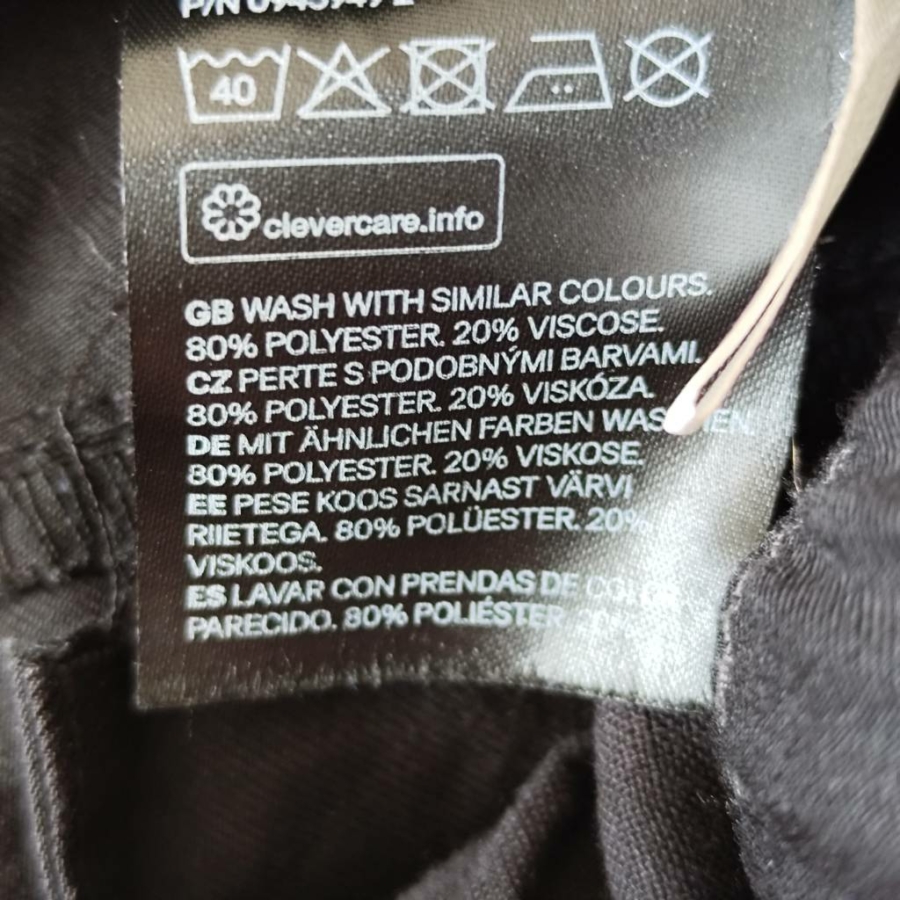 40
clevercare.info
GB WASH WITH SIMILAR COLOURS.
80% POLYESTER. 20% VISCOSE.
CZ PERTE S PODOBNÝMI BARVAMI.
80% POLYESTER. 20% VISKÓZA.
DE MIT ÄHNLICHEN FARBEN
80% POLYESTER. 20% VISKOSE.
EE PESE KOOS SARNAST VÄRVI
RIIETEGA. 80% POLÜESTER. 20%
VISKOOS.
ES LAVAR CON PRENDAS DE
PARECIDO. 80% POLIÉSTER.